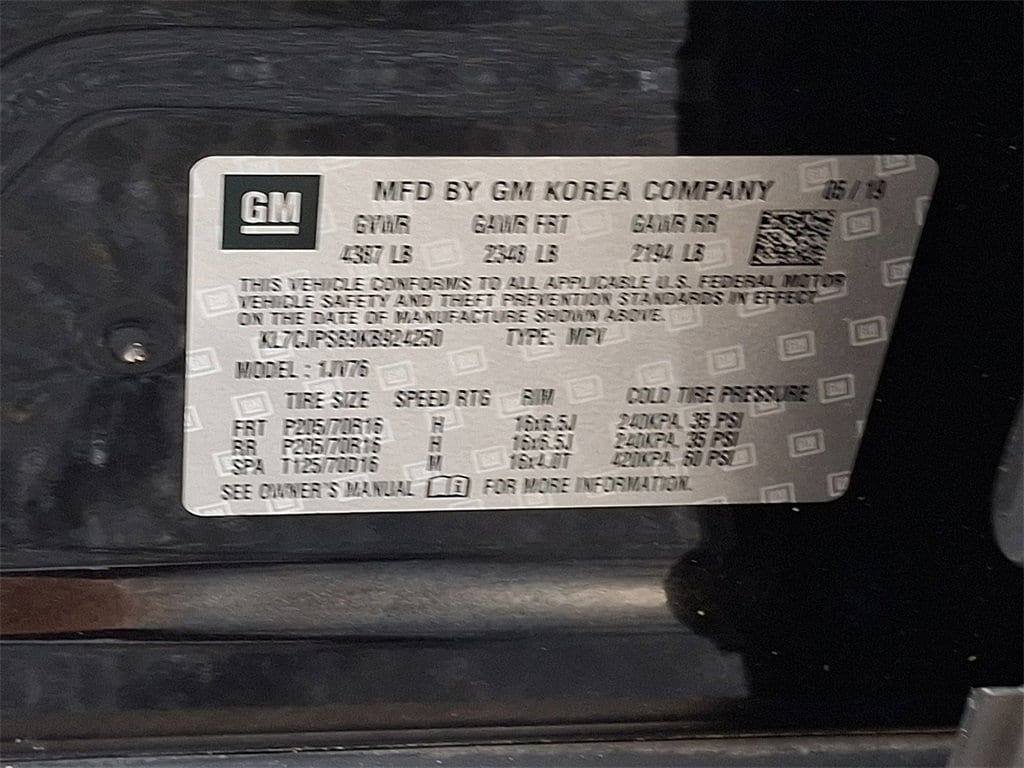 GM
MFD BY GM KOREA COMPANY 05/19
GVWR GAWR FRT GAWR RR
4387 LB 2348 LB 2194 LB
THIS VEHICLE CONFORMS TO ALL APPLICABLE U.S. FEDERAL MOTOR
VEHICLE SAFETY AND THEFT PREVENTION STANDARDS IN EFFECT
ON THE DATE OF MANUFACTURE SHOWN ABOVE.
KL7CJPSB9KB924250 TYPE: MPV
MODEL : 1JV76
TIRE SIZE SPEED RTG RIM COLD TIRE PRESSURE
FRT P205/70R16 H 16x6.5J 240KPA, 35 PSI
RR P205/70R16 H 16x6.5J 240KPA, 35 PSI
SPA T125/70D16 M 16x4.0T 420KPA, 60 PSI
SEE OWNER'S MANUAL FOR MORE INFORMATION.